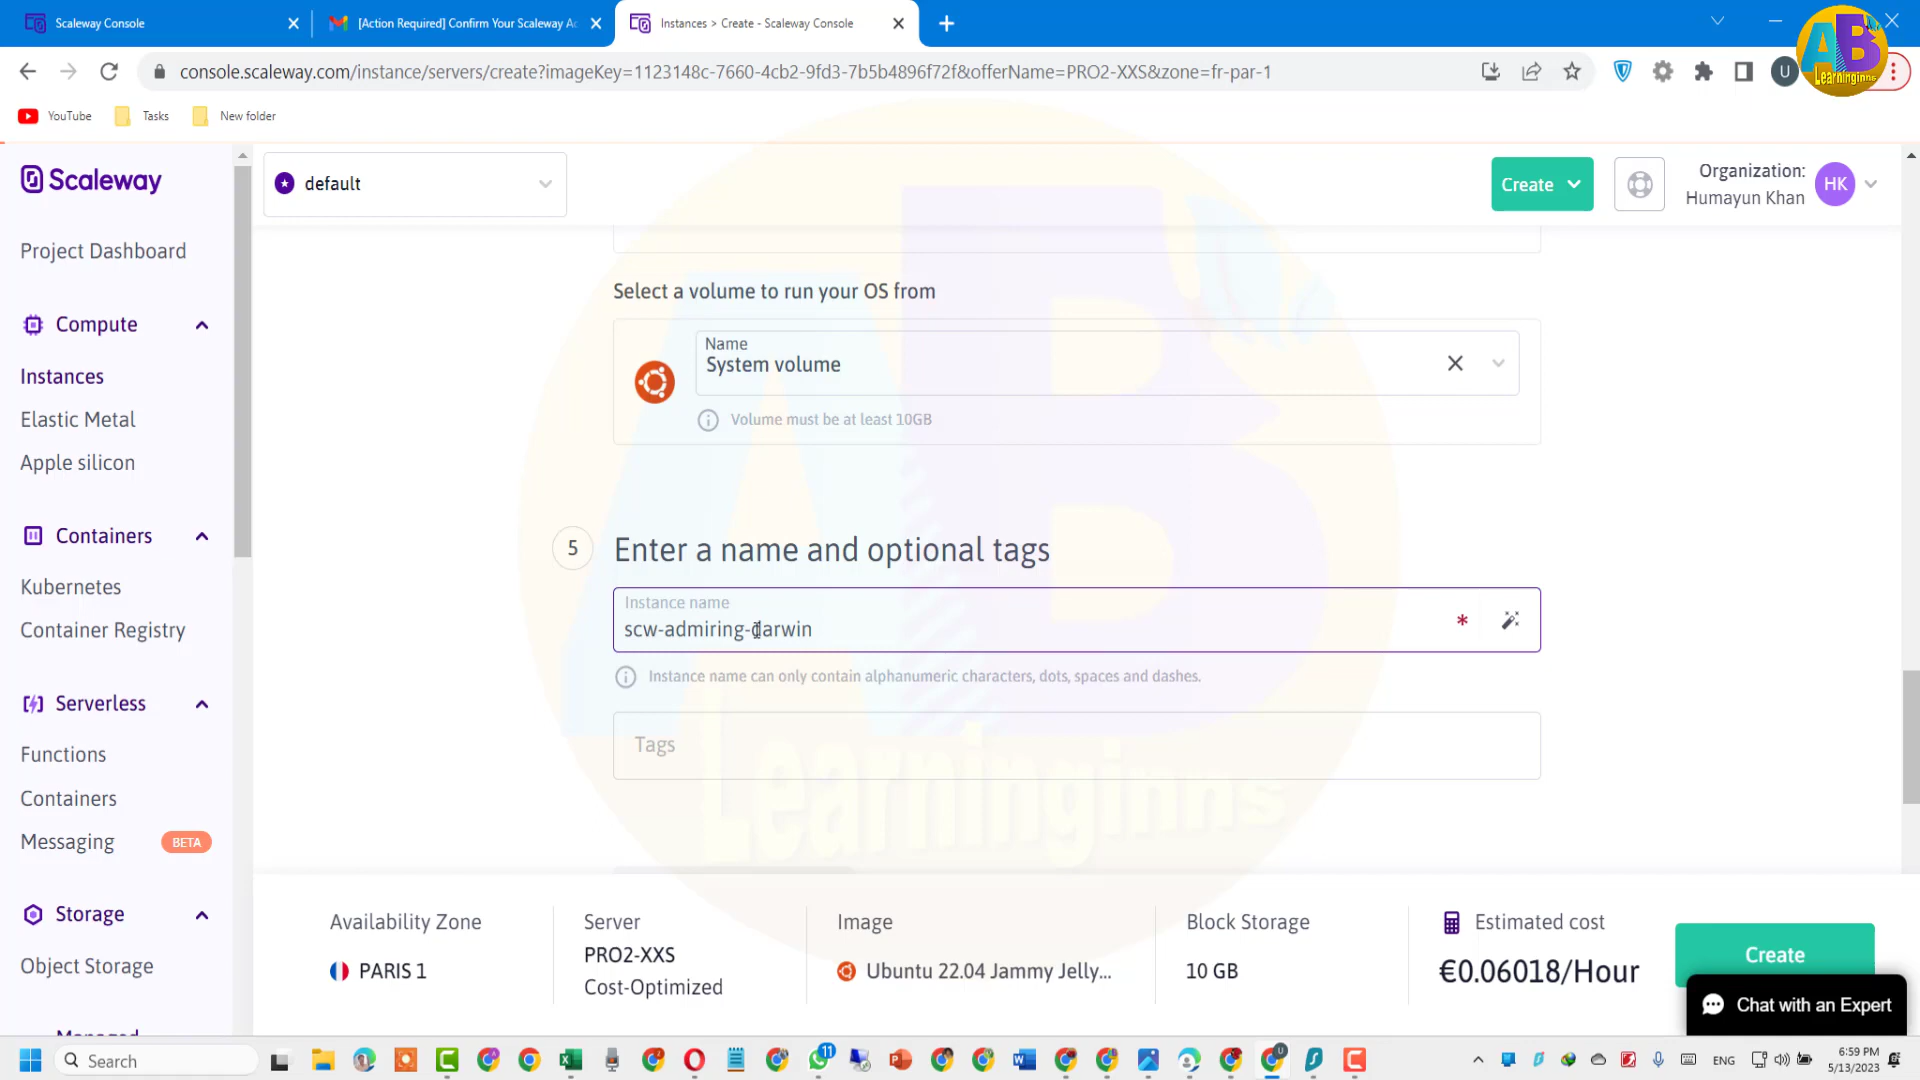 Scaleway Console
[Action Required] Confirm Your Scaleway Ac
Instances > Create - Scaleway Console
console.scaleway.com/instance/servers/create?imageKey=1123148c-7660-4cb2-9fd3-7b5b4896f72f&offerName=PRO2-XXS&zone=fr-par-1
U
AB
Learninginns
YouTube
Tasks
New folder
Scaleway
default
Create
Organization:
Humayun Khan
HK
Project Dashboard
Compute
Instances
Elastic Metal
Apple silicon
Containers
Kubernetes
Container Registry
Serverless
Functions
Containers
Messaging
BETA
Storage
Object Storage
Managed
Select a volume to run your OS from
Name
System volume
Volume must be at least 10GB
5
Enter a name and optional tags
Instance name
scw-admiring-darwin
*
Instance name can only contain alphanumeric characters, dots, spaces and dashes.
Tags
AB
Learninginns
Availability Zone
PARIS 1
Server
PRO2-XXS
Cost-Optimized
Image
Ubuntu 22.04 Jammy Jelly...
Block Storage
10 GB
Estimated cost
€0.06018/Hour
Create
Chat with an Expert
Search
11
ENG
6:59 PM
5/13/2023